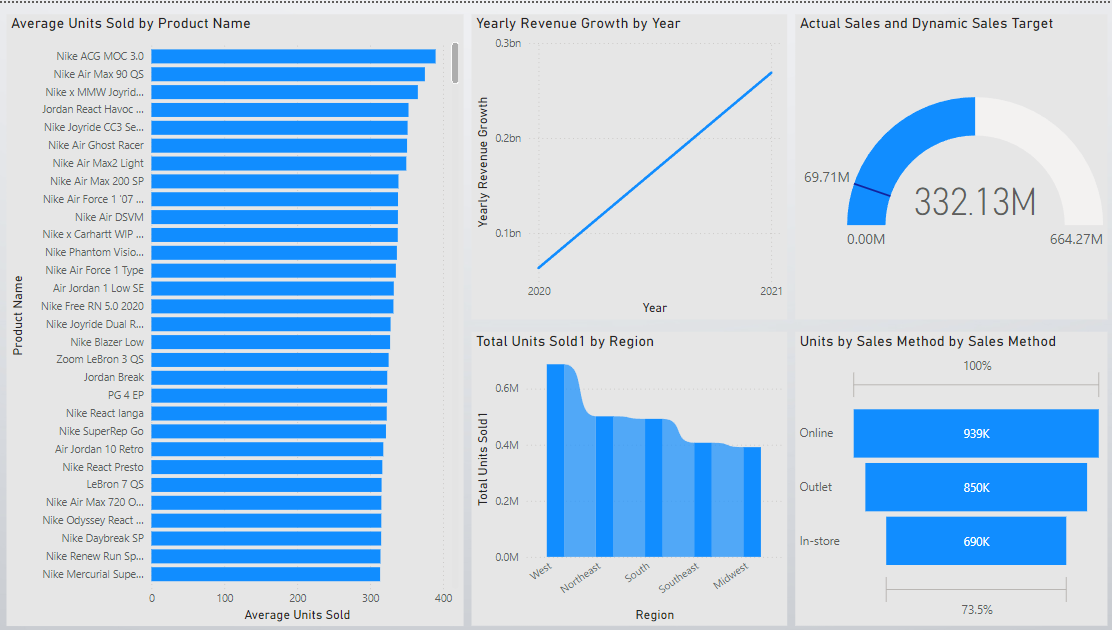 Average Units Sold by Product Name
Product Name
Nike ACG MOC 3.0
Nike Air Max 90 QS
Nike x MMW Joyrid...
Jordan React Havoc ...
Nike Joyride CC3 Se...
Nike Air Ghost Racer
Nike Air Max2 Light
Nike Air Max 200 SP
Nike Air Force 1 '07 ...
Nike Air DSVM
Nike x Carhartt WIP ...
Nike Phantom Visio...
Nike Air Force 1 Type
Air Jordan 1 Low SE
Nike Free RN 5.0 2020
Nike Joyride Dual R...
Nike Blazer Low
Zoom LeBron 3 QS
Jordan Break
PG 4 EP
Nike React Ianga
Nike SuperRep Go
Air Jordan 10 Retro
Nike React Presto
LeBron 7 QS
Nike Air Max 720 O...
Nike Odyssey React ...
Nike Daybreak SP
Nike Renew Run Sp...
Nike Mercurial Supe...
0 100 200 300 400
Average Units Sold
Yearly Revenue Growth by Year
Yearly Revenue Growth
0.3bn
0.2bn
0.1bn
2020 2021
Year
Actual Sales and Dynamic Sales Target
69.71M
332.13M
0.00M 664.27M
Total Units Sold1 by Region
Total Units Sold1
0.6M
0.4M
0.2M
0.0M
West Northeast South Southeast Midwest
Region
Units by Sales Method by Sales Method
100%
Online 939K
Outlet 850K
In-store 690K
73.5%